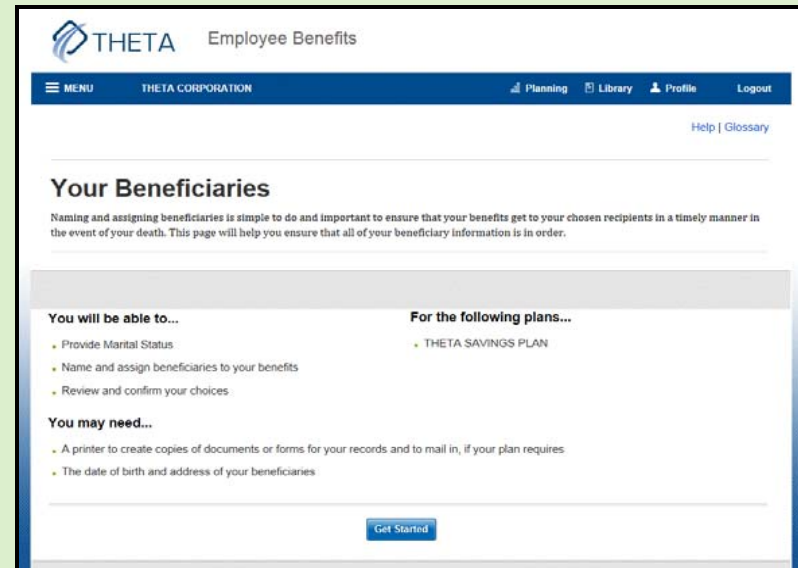 THETA Employee Benefits
MENU THETA CORPORATION Planning Library Profile Logout
Help | Glossary
Your Beneficiaries
Naming and assigning beneficiaries is simple to do and important to ensure that your benefits get to your chosen recipients in a timely manner in
the event of your death. This page will help you ensure that all of your beneficiary information is in order.
You will be able to...
• Provide Marital Status
• Name and assign beneficiaries to your benefits
• Review and confirm your choices
For the following plans...
• THETA SAVINGS PLAN
You may need...
• A printer to create copies of documents or forms for your records and to mail in, if your plan requires
• The date of birth and address of your beneficiaries
Get Started